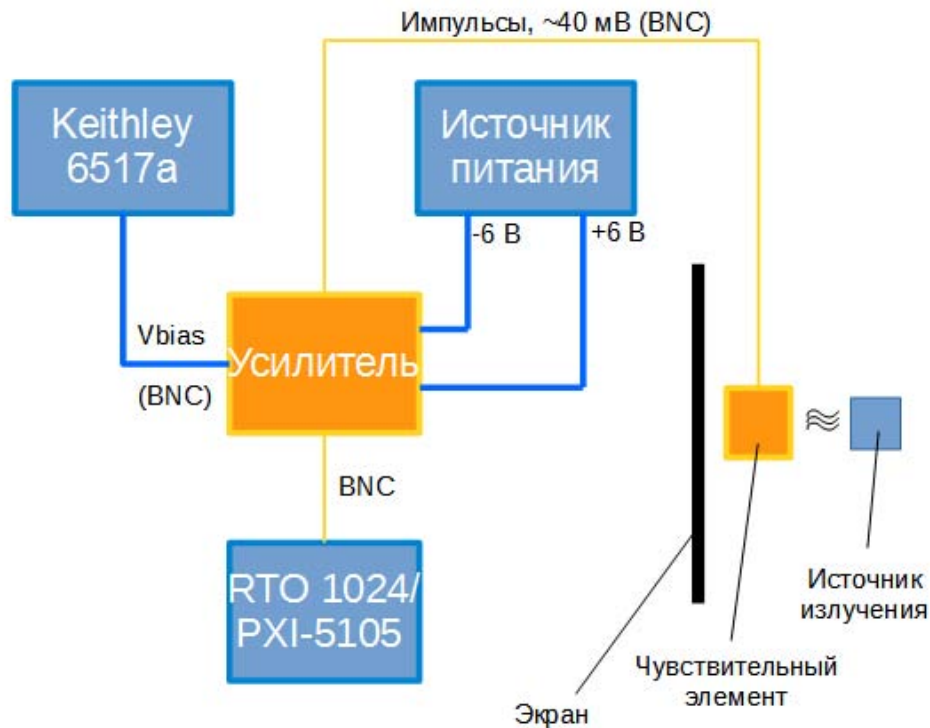 Импульсы, ~40 мВ (BNC)
Keithley
6517a
Источник
питания
-6 В
+6 В
Vbias
(BNC)
Усилитель
BNC
RTO 1024/
PXI-5105
Источник
излучения
Чувствительный
элемент
Экран